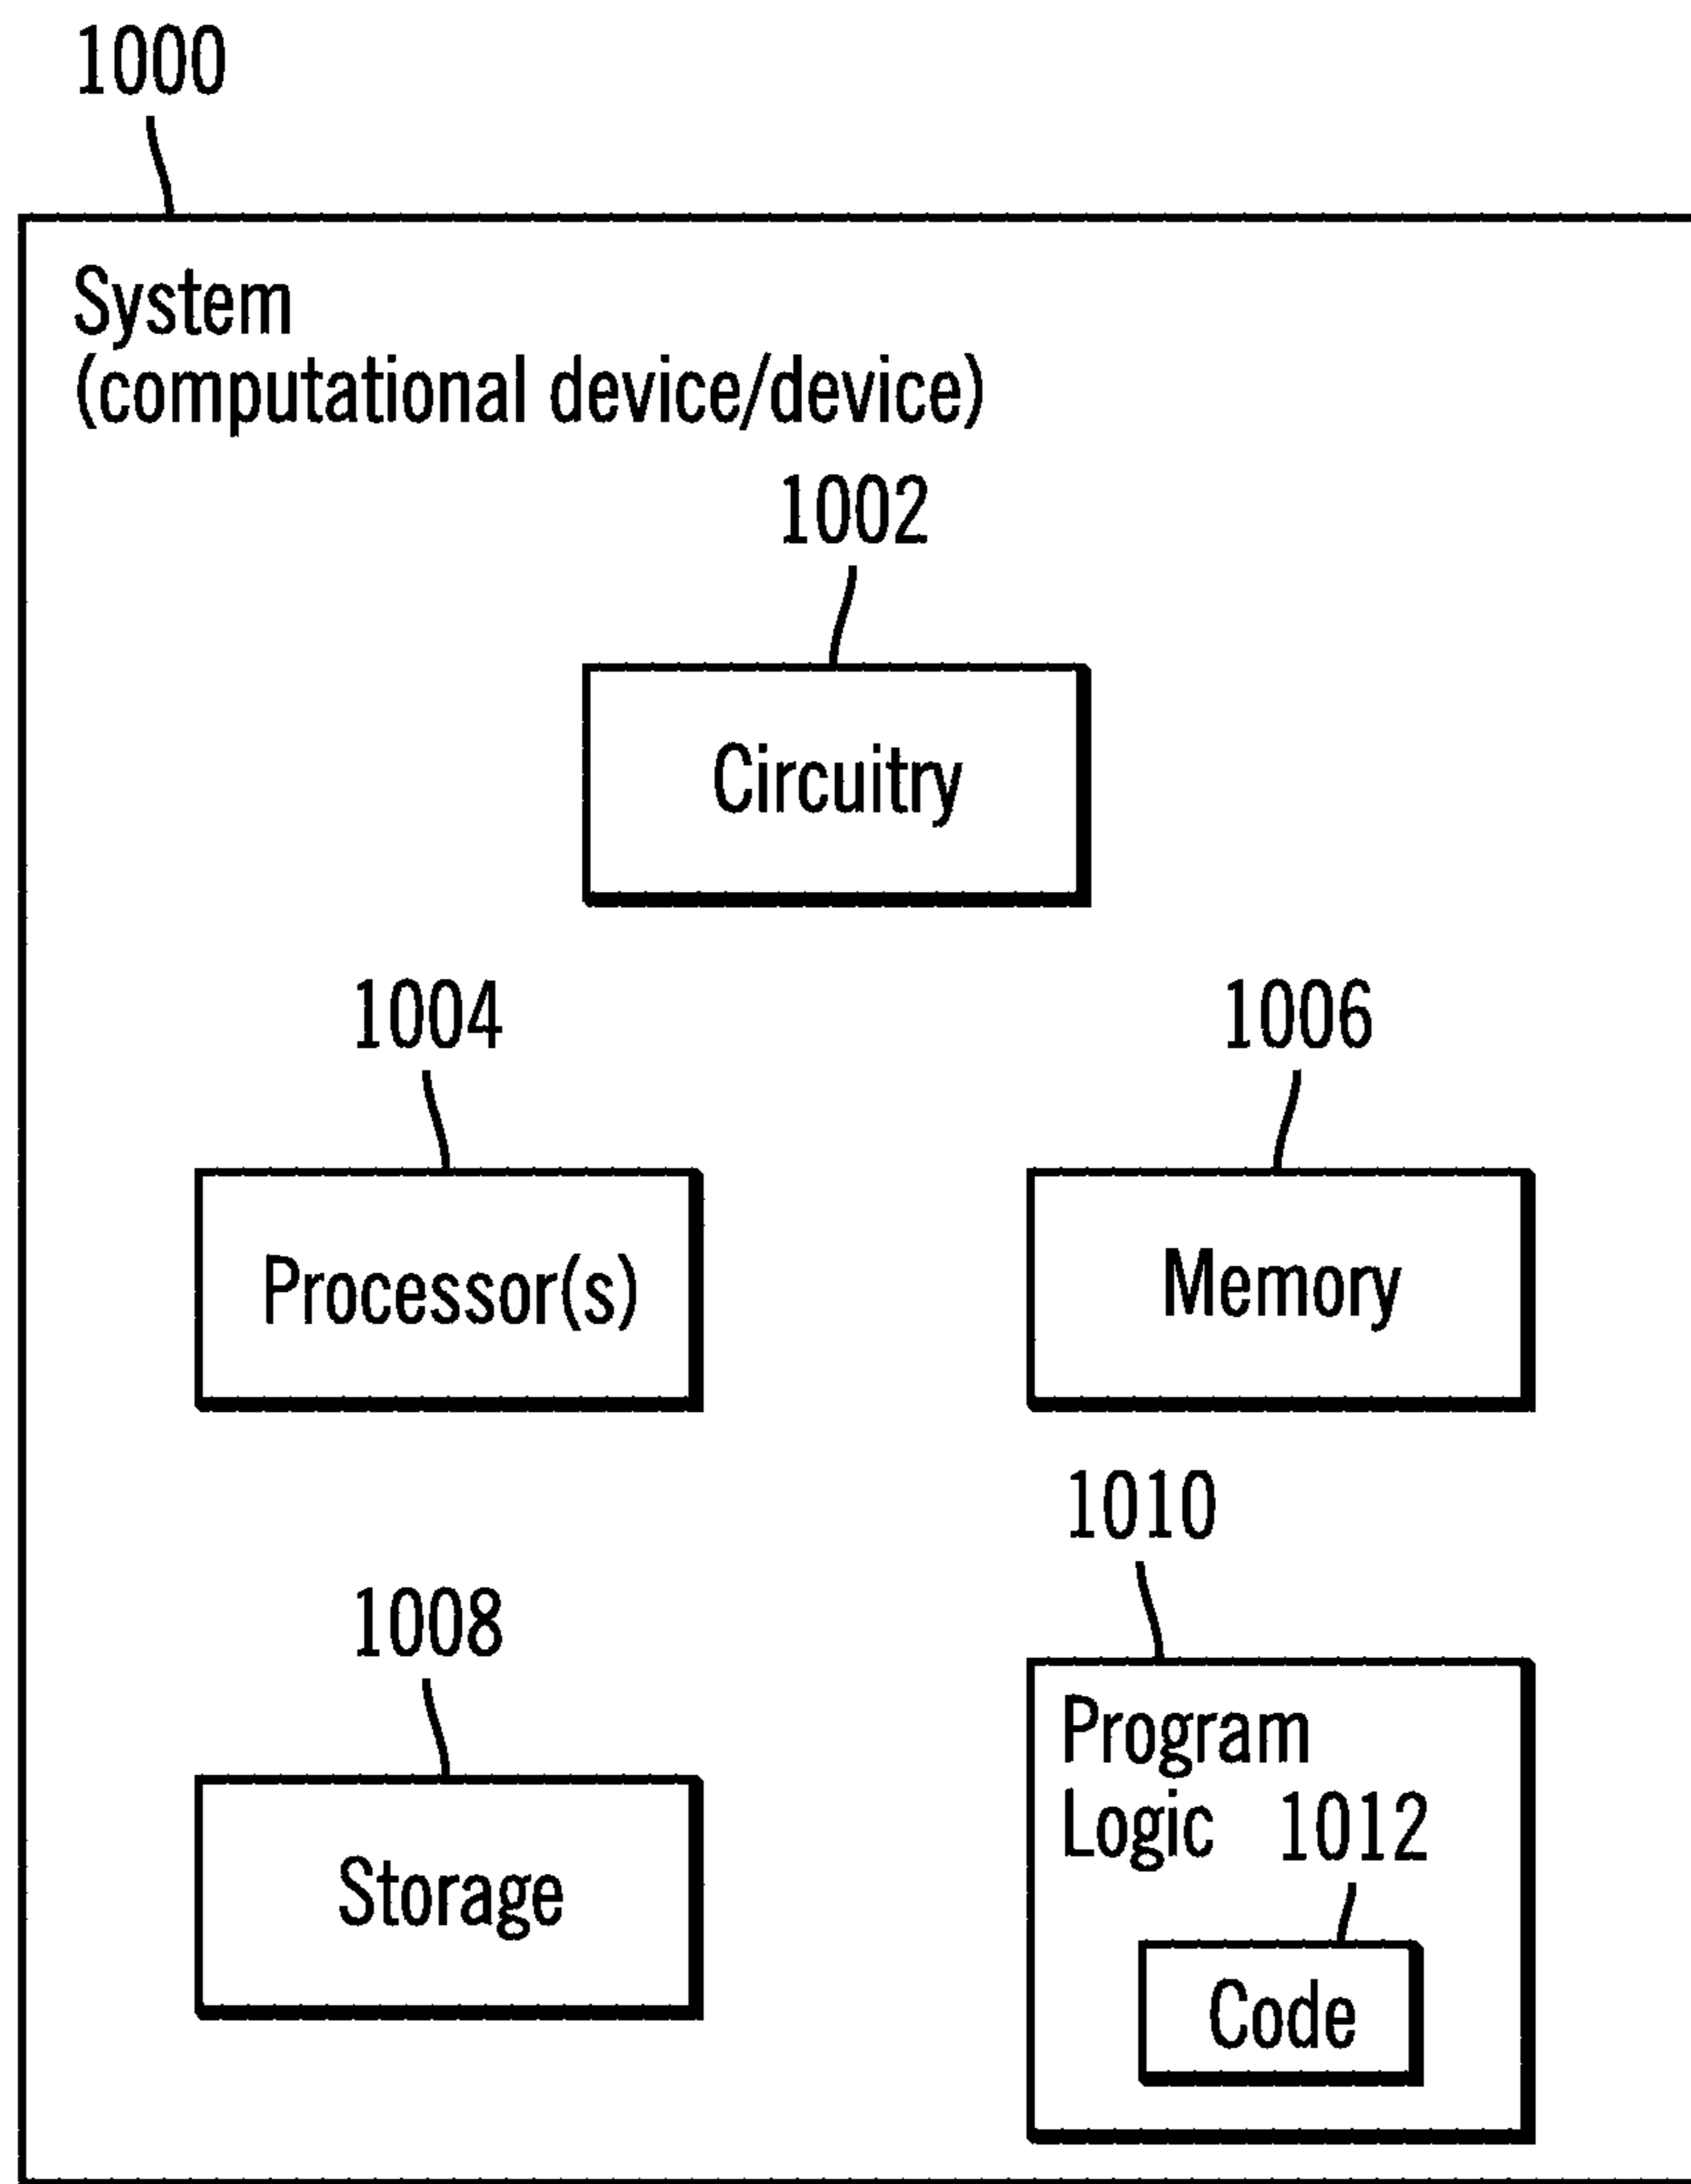 1000
System
(computational device/device)
1002
Circuitry
1004
1006
Processor(s)
Memory
1010
1008
Program
Logic 1012
Storage
Code